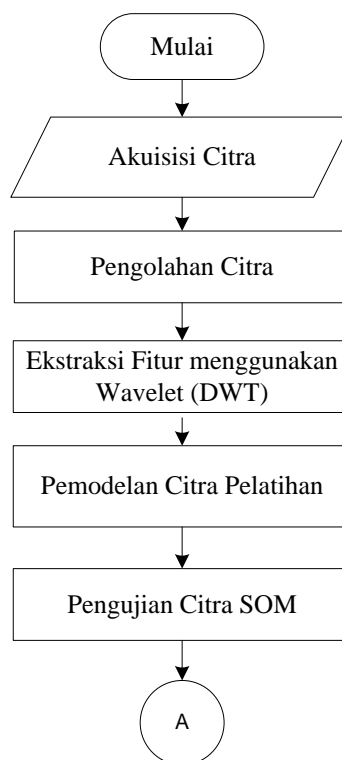 Mulai
Akuisisi Citra
Pengolahan Citra
Ekstraksi Fitur menggunakan
Wavelet (DWT)
Pemodelan Citra Pelatihan
Pengujian Citra SOM
A